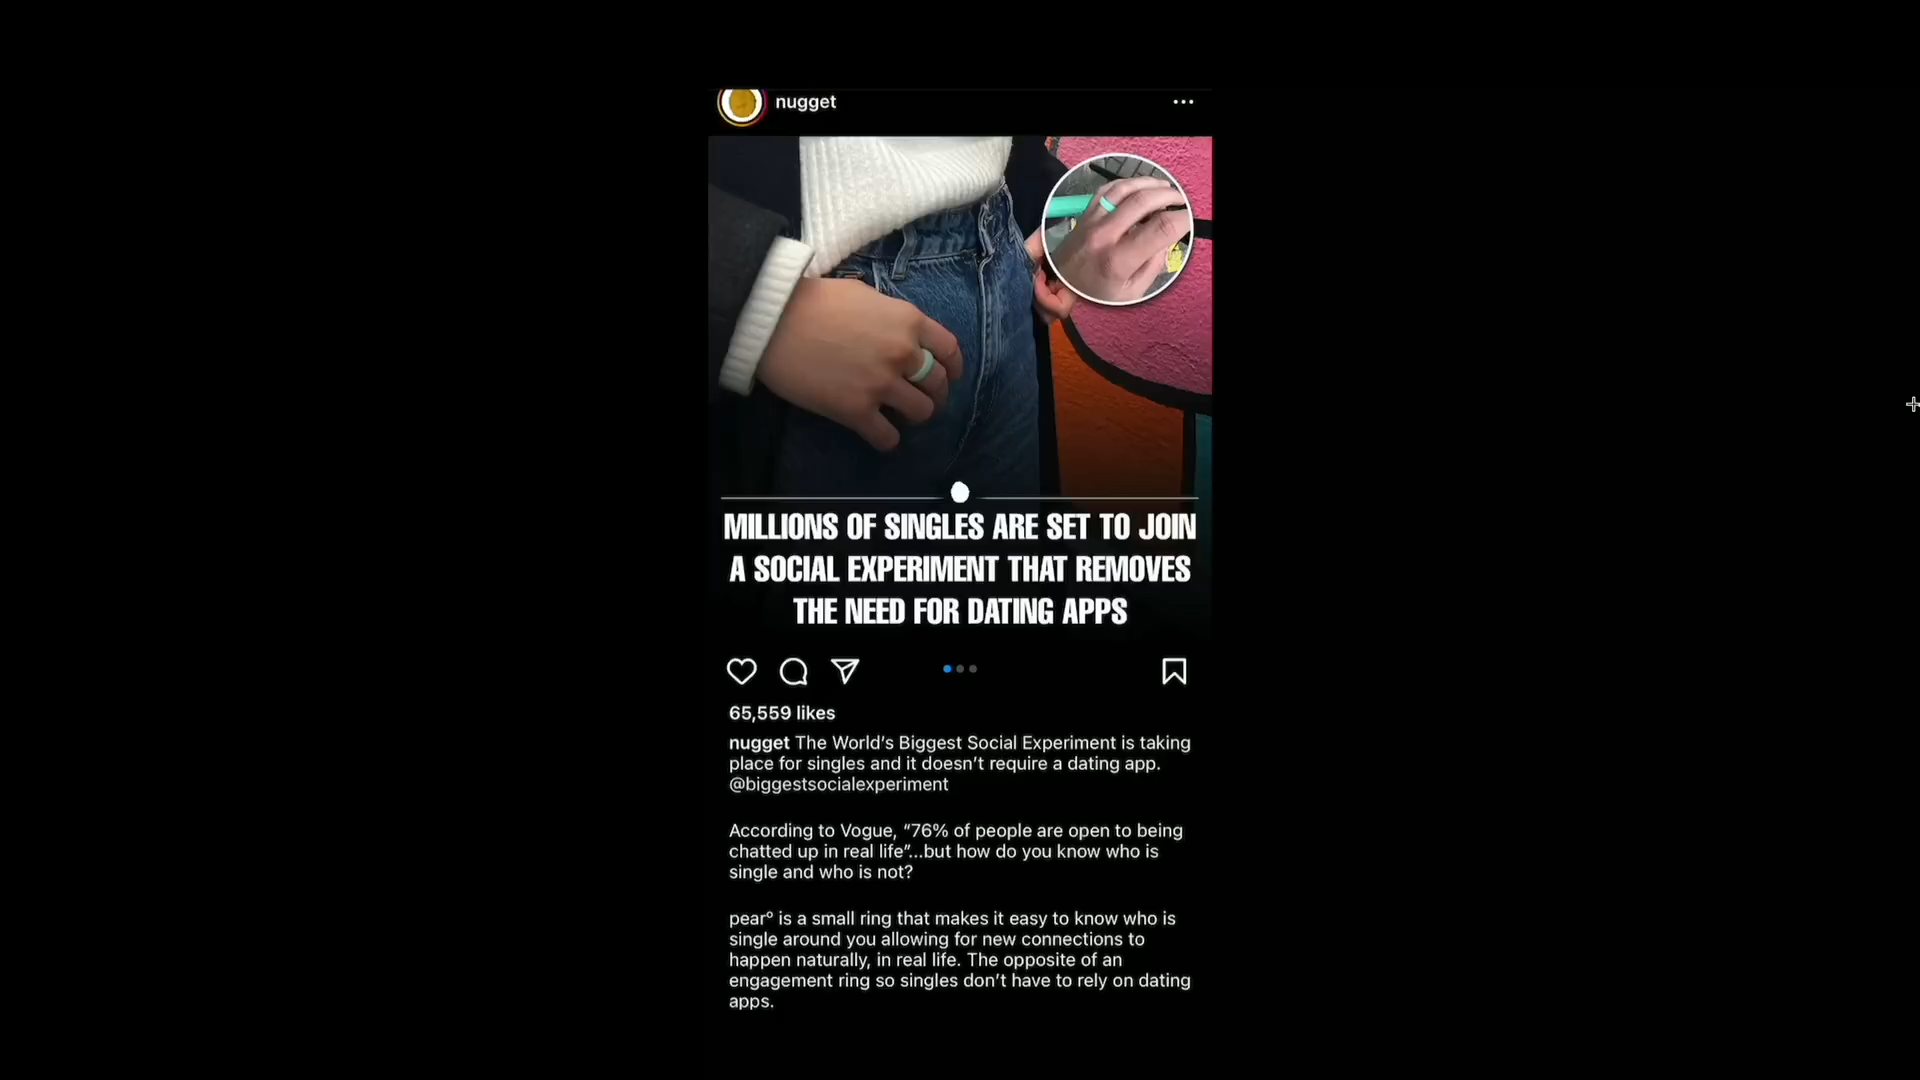 nugget
MILLIONS OF SINGLES ARE SET TO JOIN
A SOCIAL EXPERIMENT THAT REMOVES
THE NEED FOR DATING APPS
65,559 likes
nugget The World’s Biggest Social Experiment is taking
place for singles and it doesn’t require a dating app.
@biggestsocialexperiment
According to Vogue, “76% of people are open to being
chatted up in real life”...but how do you know who is
single and who is not?
pear° is a small ring that makes it easy to know who is
single around you allowing for new connections to
happen naturally, in real life. The opposite of an
engagement ring so singles don’t have to rely on dating
apps.